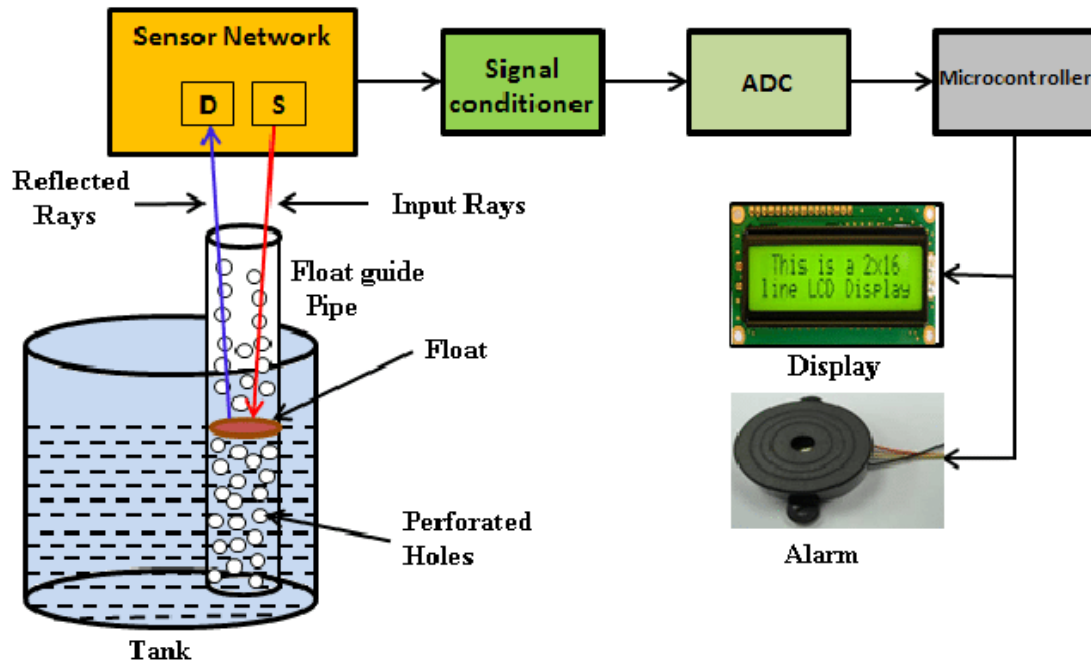 Sensor Network
D
S
Signal
conditioner
ADC
Microcontroller
Reflected
Rays
Input Rays
Float guide
Pipe
This is a 2x16
line LCD Display
Float
Display
Perforated
Holes
Alarm
Tank